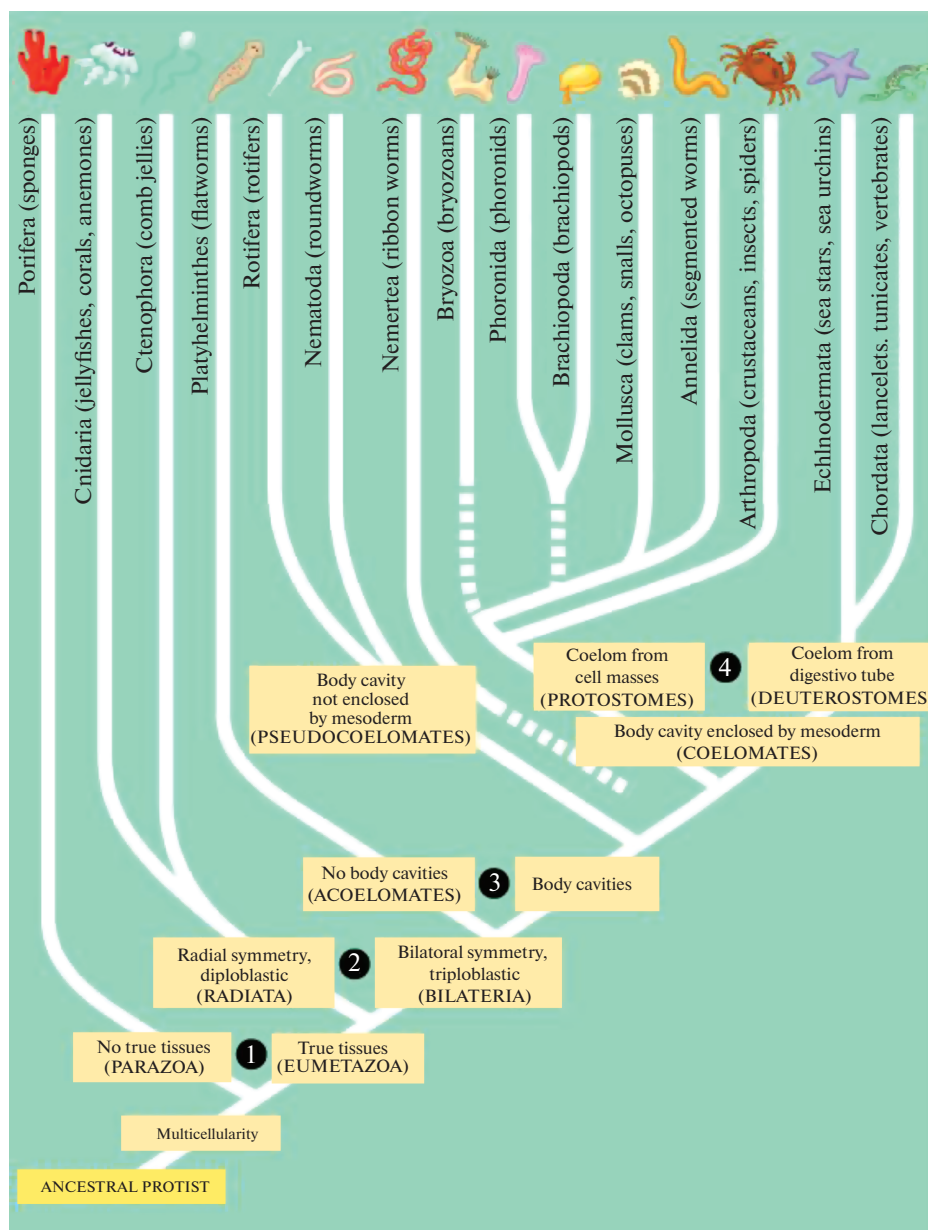 Porifera (sponges)
Cnidaria (jellyfishes, corals, anemones)
Ctenophora (comb jellies)
Platyhelminthes (flatworms)
Rotifera (rotifers)
Nematoda (roundworms)
Nemertea (ribbon worms)
Bryozoa (bryozoans)
Phoronida (phoronids)
Brachiopoda (brachiopods)
Mollusca (clams, snalls, octopuses)
Annelida (segmented worms)
Arthropoda (crustaceans, insects, spiders)
Echlnodermata (sea stars, sea urchins)
Chordata (lancelets. tunicates, vertebrates)
Coelom from
cell masses
(PROTOSTOMES)
4
Coelom from
digestivo tube
(DEUTEROSTOMES)
Body cavity
not enclosed
by mesoderm
(PSEUDOCOELOMATES)
Body cavity enclosed by mesoderm
(COELOMATES)
No body cavities
(ACOELOMATES)
3
Body cavities
Radial symmetry,
diploblastic
(RADIATA)
2
Bilatoral symmetry,
triploblastic
(BILATERIA)
No true tissues
(PARAZOA)
1
True tissues
(EUMETAZOA)
Multicellularity
ANCESTRAL PROTIST